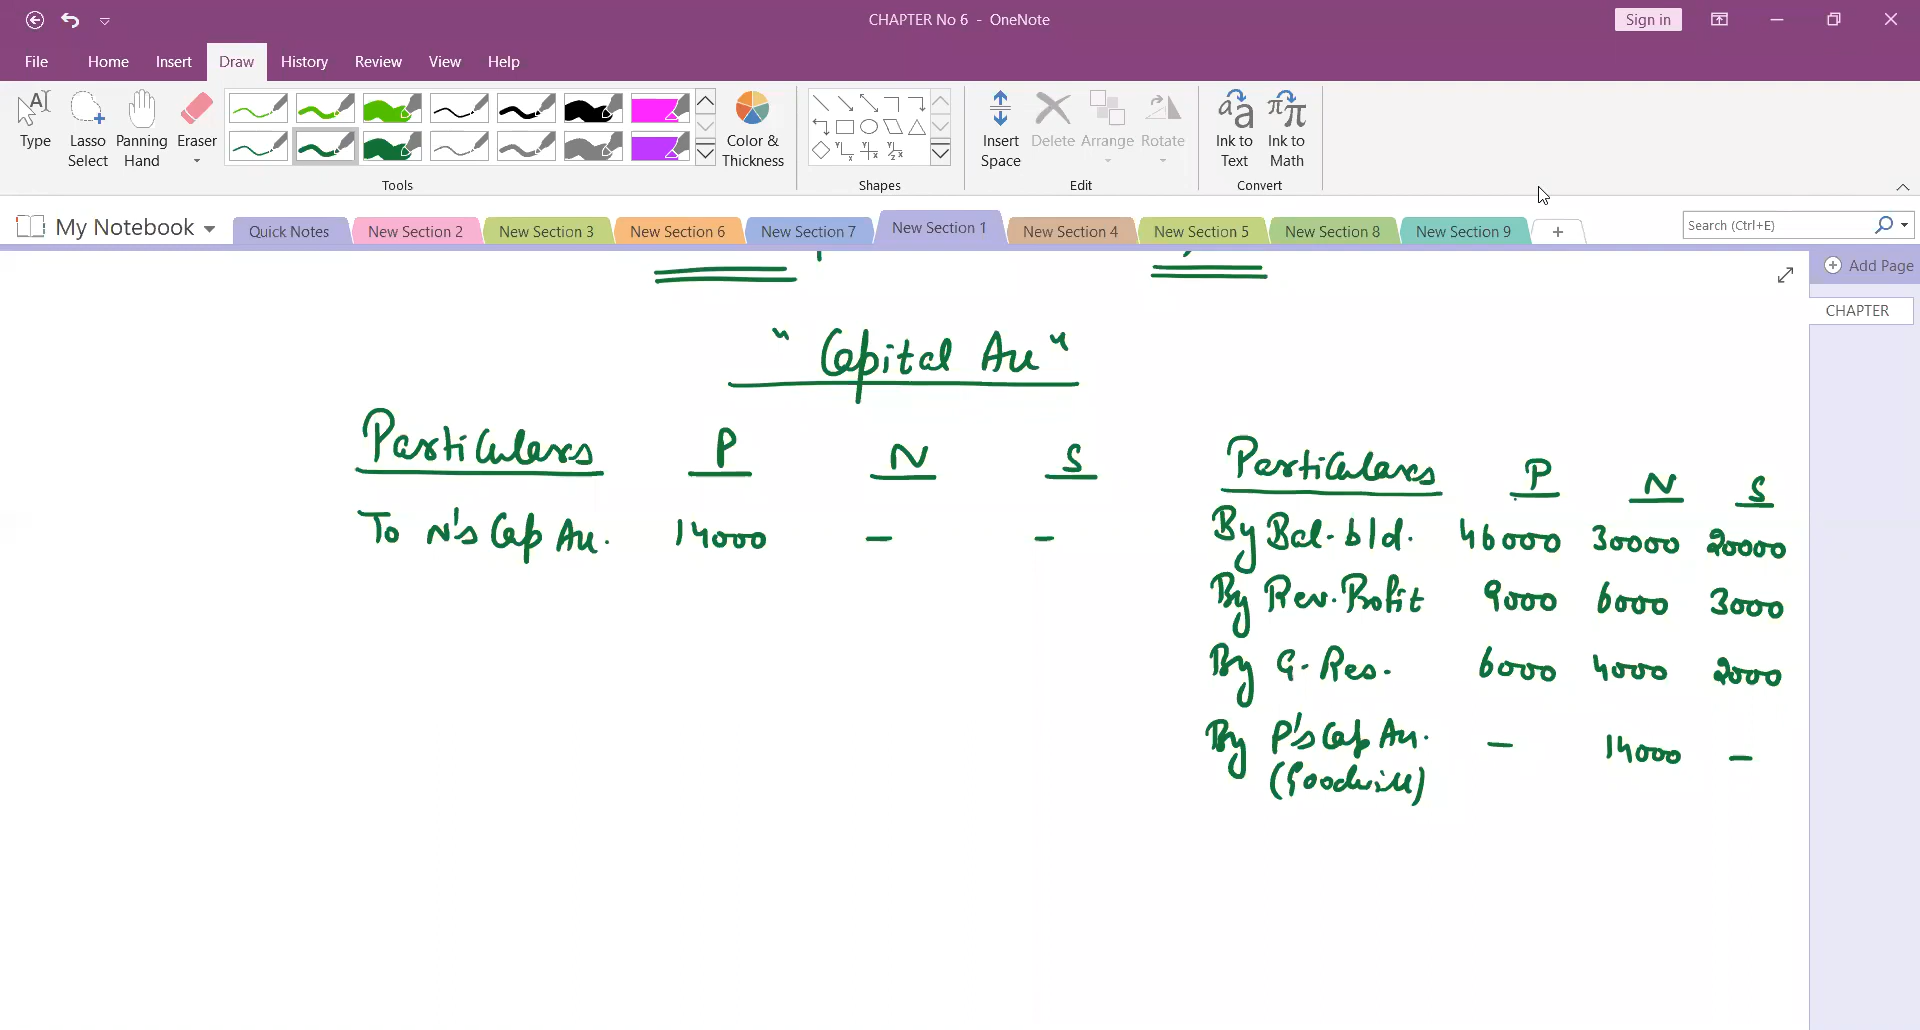 CHAPTER No 6 - OneNote
Sign in
File Home Insert Draw History Review View Help
Type
Lasso Select
Panning Hand
Eraser
Color & Thickness
Insert Space
Delete
Arrange
Rotate
Ink to Text
Ink to Math
Tools
Shapes
Edit
Convert
My Notebook
Quick Notes New Section 2 New Section 3 New Section 6 New Section 7 New Section 1 New Section 4 New Section 5 New Section 8 New Section 9 +
Search (Ctrl+E)
Add Page
CHAPTER
"Capital Acc"
Particulars P N S
To N's Cap Acc. 14000 - -
Particulars P N S
By Bal. b/d. 46000 30000 20000
By Rev. Profit 9000 6000 3000
By G. Res. 6000 4000 2000
By P's Cap Acc. - 14000 -
(Goodwill)